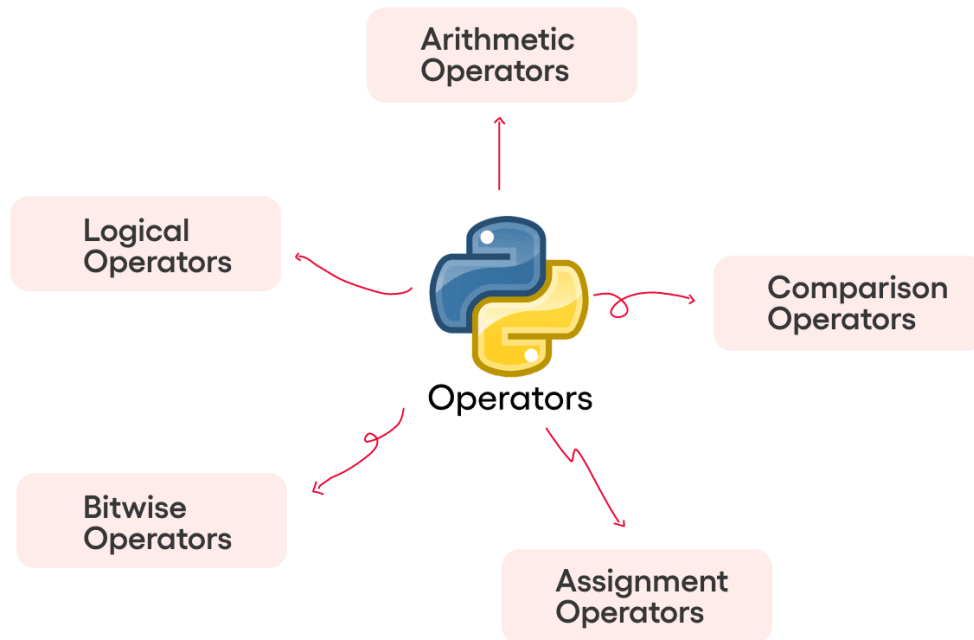 Arithmetic
Operators
Logical
Operators
Comparison
Operators
Operators
Bitwise
Operators
Assignment
Operators